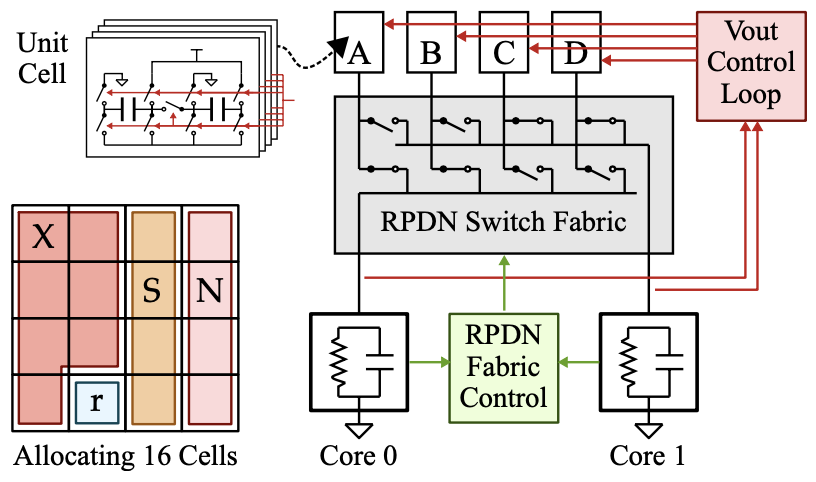 Unit
Cell
A
B
C
D
Vout
Control
Loop
RPDN Switch Fabric
X
S
N
r
RPDN
Fabric
Control
Allocating 16 Cells
Core 0
Core 1